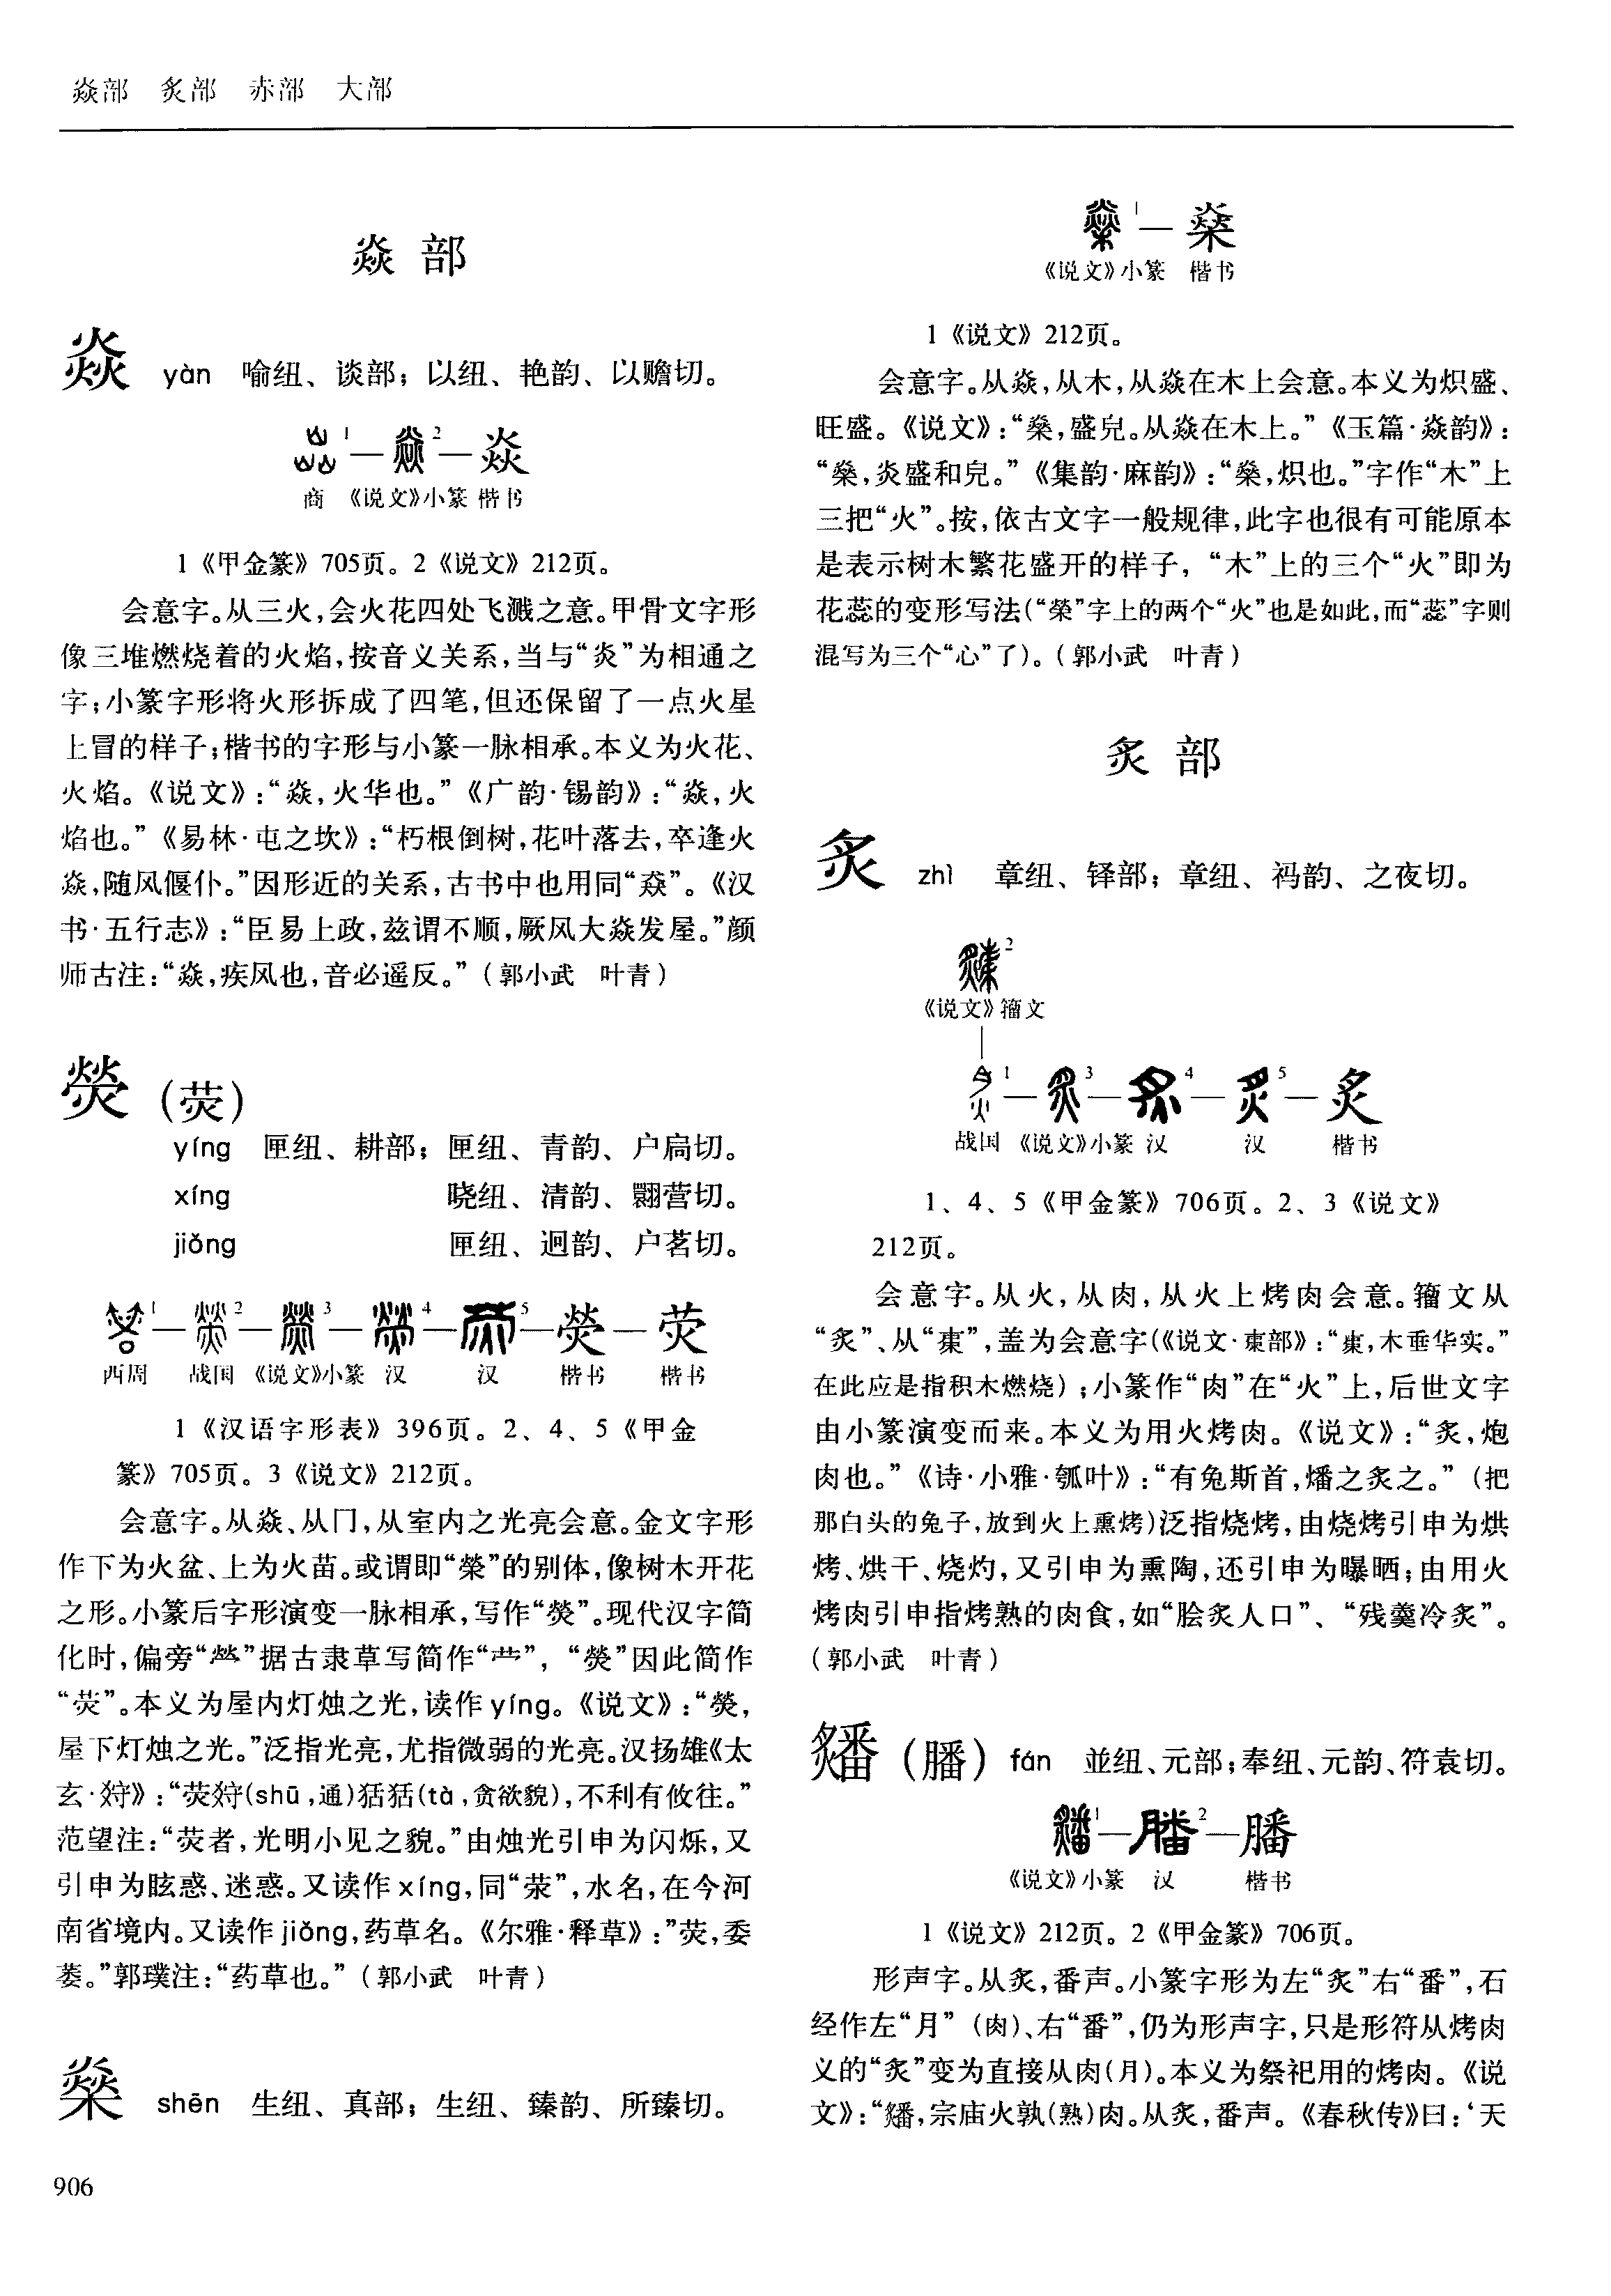 焱部　炙部　赤部　大部
焱 部
焱 yàn 喻纽、谈部；以纽、艳韵、以赡切。
1 — 2 — 焱
商 《说文》小篆 楷书
1《甲金篆》705页。2《说文》212页。
会意字。从三火，会火花四处飞溅之意。甲骨文字形
像三堆燃烧着的火焰，按音义关系，当与“炎”为相通之
字；小篆字形将火形拆成了四笔，但还保留了一点火星
上冒的样子；楷书的字形与小篆一脉相承。本义为火花、
火焰。《说文》：“焱，火华也。”《广韵·锡韵》：“焱，火
焰也。”《易林·屯之坎》：“朽根倒树，花叶落去，卒逢火
焱，随风偃仆。”因形近的关系，古书中也用同“猋”。《汉
书·五行志》：“臣易上政，兹谓不顺，厥风大焱发屋。”颜
师古注：“焱，疾风也，音必遥反。”（郭小武　叶青）
熒（荧）
yíng 匣纽、耕部；匣纽、青韵、户扃切。
xíng 晓纽、清韵、翾营切。
jiǒng 匣纽、迥韵、户茗切。
1 — 2 — 3 — 4 — 5 — 熒 — 荧
西周 战国 《说文》小篆 汉 汉 楷书 楷书
1《汉语字形表》396页。2、4、5《甲金
篆》705页。3《说文》212页。
会意字。从焱、从冂，从室内之光亮会意。金文字形
作下为火盆、上为火苗。或谓即“榮”的别体，像树木开花
之形。小篆后字形演变一脉相承，写作“熒”。现代汉字简
化时，偏旁“𤇾”据古隶草写简作“𫇦”，“熒”因此简作
“荧”。本义为屋内灯烛之光，读作yíng。《说文》：“熒，
屋下灯烛之光。”泛指光亮，尤指微弱的光亮。汉扬雄《太
玄·㹡》：“荧㹡(shū，通)狧狧(tà，贪欲貌)，不利有攸往。”
范望注：“荧者，光明小见之貌。”由烛光引申为闪烁，又
引申为眩惑、迷惑。又读作xíng，同“荥”，水名，在今河
南省境内。又读作jiǒng，药草名。《尔雅·释草》：”荧，委
萎。”郭璞注：“药草也。”（郭小武　叶青）
燊 shēn 生纽、真部；生纽、臻韵、所臻切。
906
1 — 燊
《说文》小篆 楷书
1《说文》212页。
会意字。从焱，从木，从焱在木上会意。本义为炽盛、
旺盛。《说文》：“燊，盛皃。从焱在木上。”《玉篇·焱韵》：
“燊，炎盛和皃。”《集韵·麻韵》：“燊，炽也。”字作“木”上
三把“火”。按，依古文字一般规律，此字也很有可能原本
是表示树木繁花盛开的样子，“木”上的三个“火”即为
花蕊的变形写法(“榮”字上的两个“火”也是如此，而“蕊”字则
混写为三个“心”了)。（郭小武　叶青）
炙 部
炙 zhì 章纽、铎部；章纽、祃韵、之夜切。
2
《说文》籀文
1 — 3 — 4 — 5 — 炙
战国 《说文》小篆 汉 汉 楷书
1、4、5《甲金篆》706页。2、3《说文》
212页。
会意字。从火，从肉，从火上烤肉会意。籀文从
“炙”、从“㯥”，盖为会意字(《说文·㯥部》：“㯥，木垂华实。”
在此应是指积木燃烧)；小篆作“肉”在“火”上，后世文字
由小篆演变而来。本义为用火烤肉。《说文》：“炙，炮
肉也。”《诗·小雅·瓠叶》：“有兔斯首，燔之炙之。”(把
那白头的兔子，放到火上熏烤)泛指烧烤，由烧烤引申为烘
烤、烘干、烧灼，又引申为熏陶，还引申为曝晒；由用火
烤肉引申指烤熟的肉食，如“脍炙人口”、“残羹冷炙”。
（郭小武　叶青）
䊩（膰）fán 並纽、元部；奉纽、元韵、符袁切。
1 — 2 — 膰
《说文》小篆 汉 楷书
1《说文》212页。2《甲金篆》706页。
形声字。从炙，番声。小篆字形为左“炙”右“番”，石
经作左“月”(肉)、右“番”，仍为形声字，只是形符从烤肉
义的“炙”变为直接从肉(月)。本义为祭祀用的烤肉。《说
文》：“，宗庙火孰(熟)肉。从炙，番声。《春秋传》曰：‘天